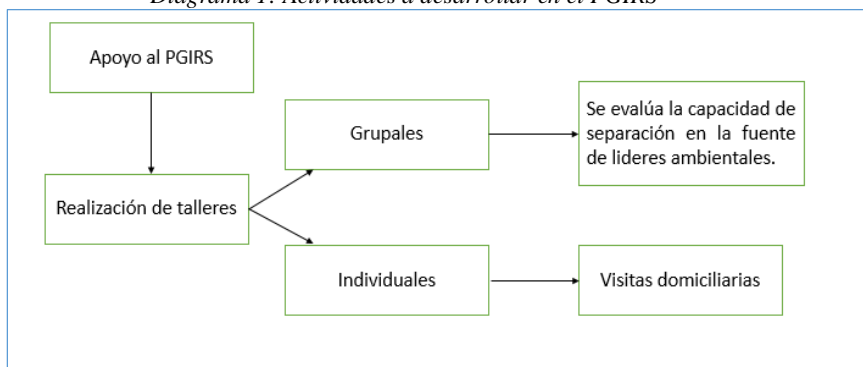 Diagrama 1. Actividades a desarrollar en el PGIRS
Apoyo al PGIRS
Realización de talleres
Grupales
Se evalúa la capacidad de
separación en la fuente
de lideres ambientales.
Individuales
Visitas domiciliarias